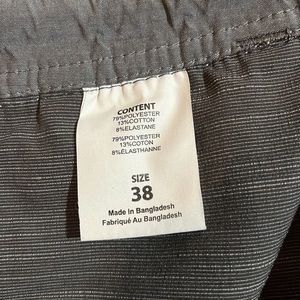 CONTENT
79%POLYESTER
13%COTTON
8%ELASTANE
79%POLYESTER
13%COTON
8%ÉLASTHANNE
SIZE
38
Made in Bangladesh
Fabriqué Au Bangladesh